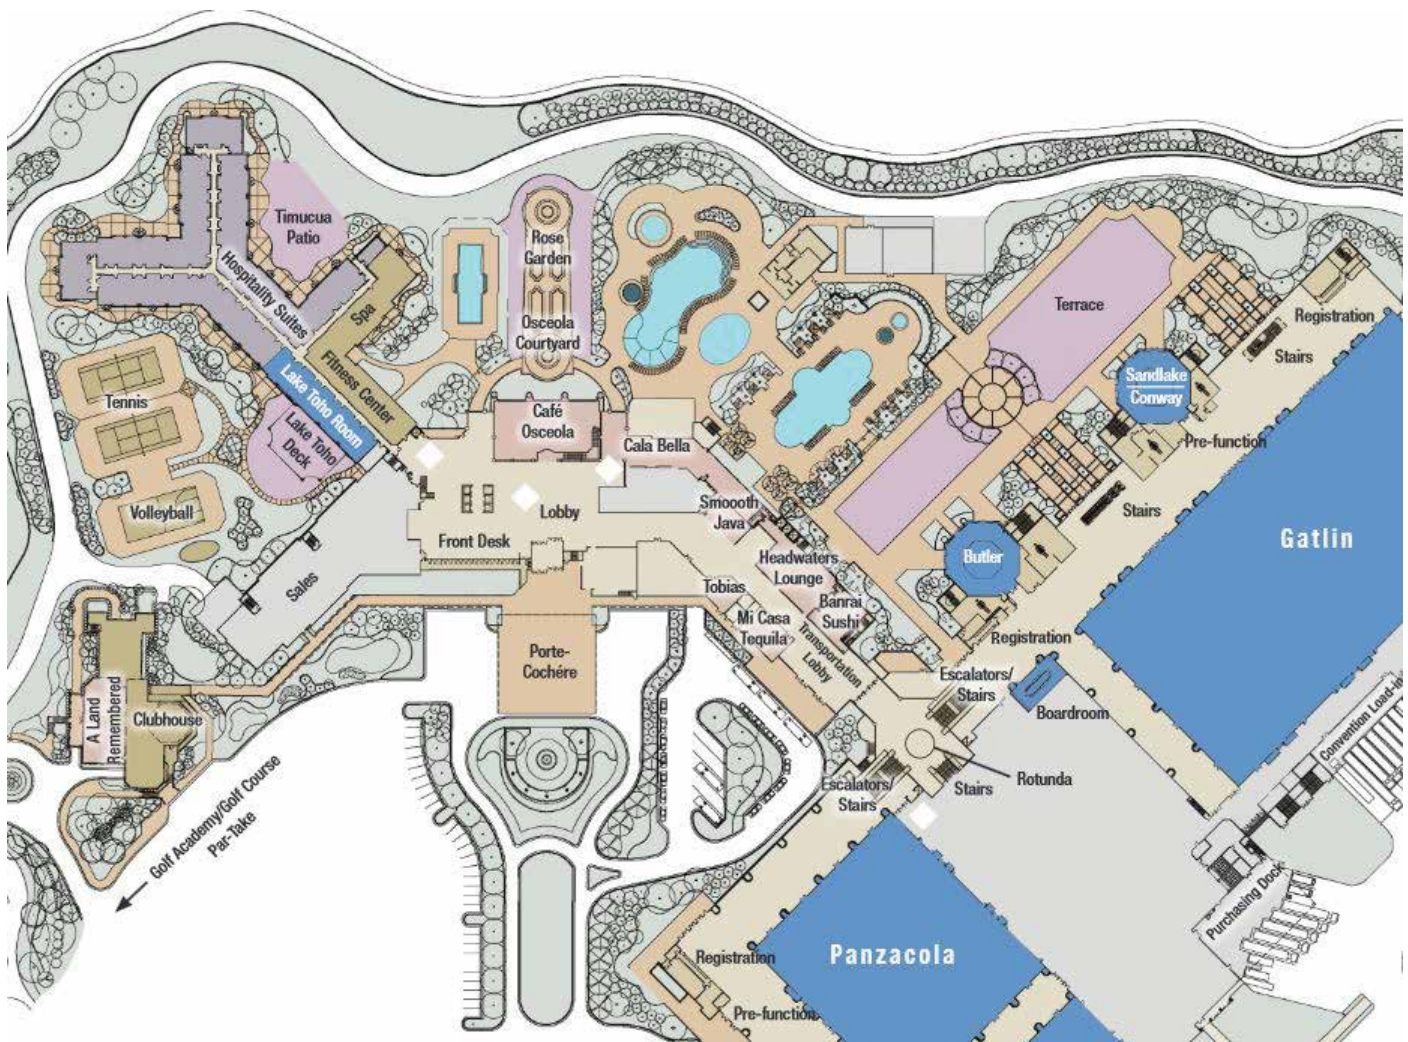 Timucua
Patio
Hospitality Suites
Spa
Fitness Center
Lake Toho Room
Lake Toho
Deck
Tennis
Volleyball
Rose
Garden
Osceola
Courtyard
Café
Osceola
Cala Bella
Lobby
Front Desk
Sales
Smoooth
Java
Headwaters
Lounge
Tobias
Mi Casa
Tequila
Banrai
Sushi
Transportation
Lobby
Porte-
Cochére
A Land
Remembered
Clubhouse
Golf Academy/Golf Course
Par-Take
Terrace
Sandlake
Conway
Registration
Stairs
Pre-function
Stairs
Butler
Gatlin
Registration
Escalators/
Stairs
Boardroom
Rotunda
Stairs
Escalators/
Stairs
Convention Load-in
Purchasing Dock
Panzacola
Registration
Pre-function